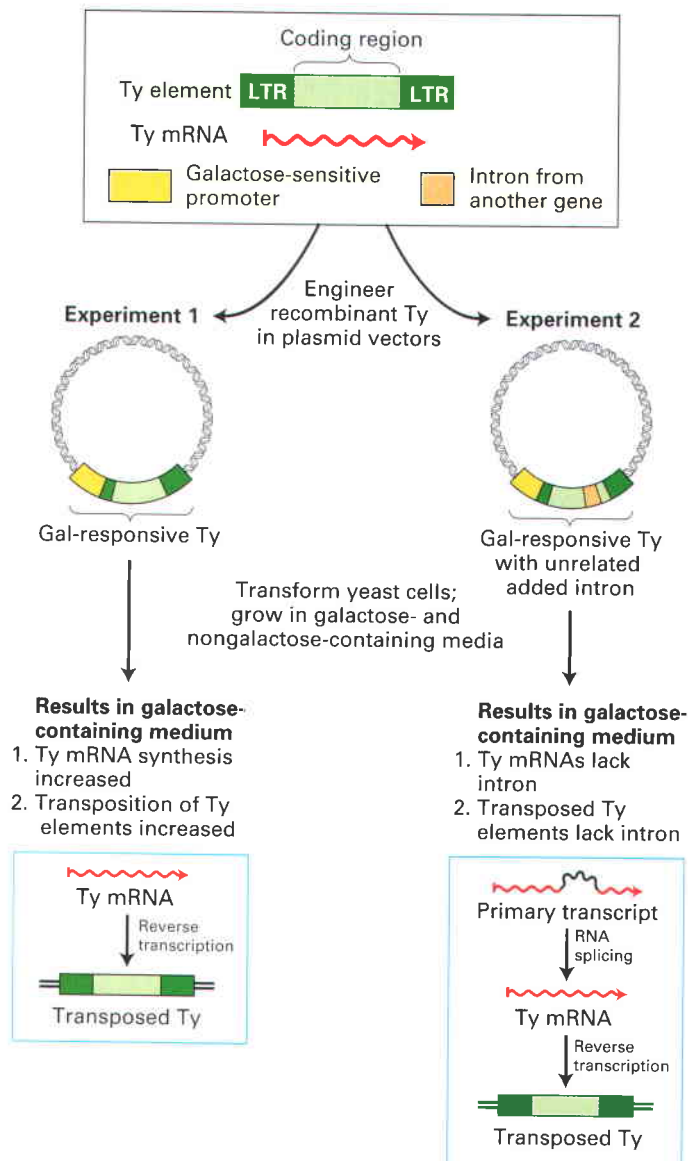 Coding region
Ty element LTR LTR
Ty mRNA
Galactose-sensitive
promoter
Intron from
another gene
Engineer
recombinant Ty
in plasmid vectors
Experiment 1
Experiment 2
Gal-responsive Ty
Gal-responsive Ty
with unrelated
added intron
Transform yeast cells;
grow in galactose- and
nongalactose-containing media
Results in galactose-
containing medium
1. Ty mRNA synthesis
increased
2. Transposition of Ty
elements increased
Ty mRNA
Reverse
transcription
Transposed Ty
Results in galactose-
containing medium
1. Ty mRNAs lack
intron
2. Transposed Ty
elements lack intron
Primary transcript
RNA
splicing
Ty mRNA
Reverse
transcription
Transposed Ty